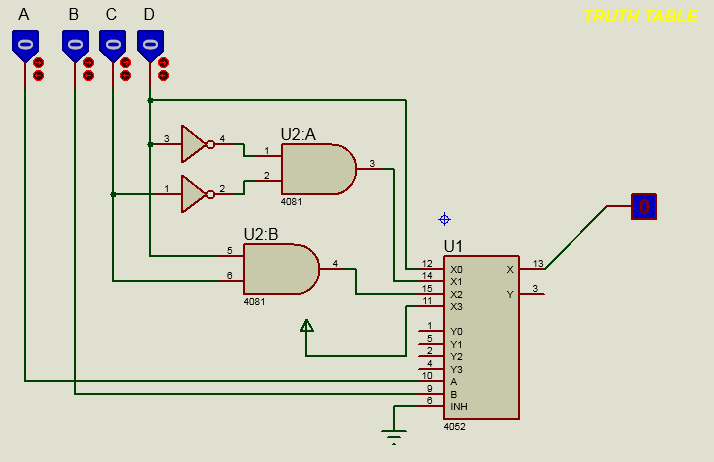 A B C D TRUTH TABLE
0 0 0 0
3 4 U2:A
1
2 3
4081
1 2
0
U2:B U1
5 4
6
4081
12 X0 X 13
14 X1
15 X2 Y 3
11 X3
1 Y0
5 Y1
2 Y2
4 Y3
10 A
9 B
6 INH
4052